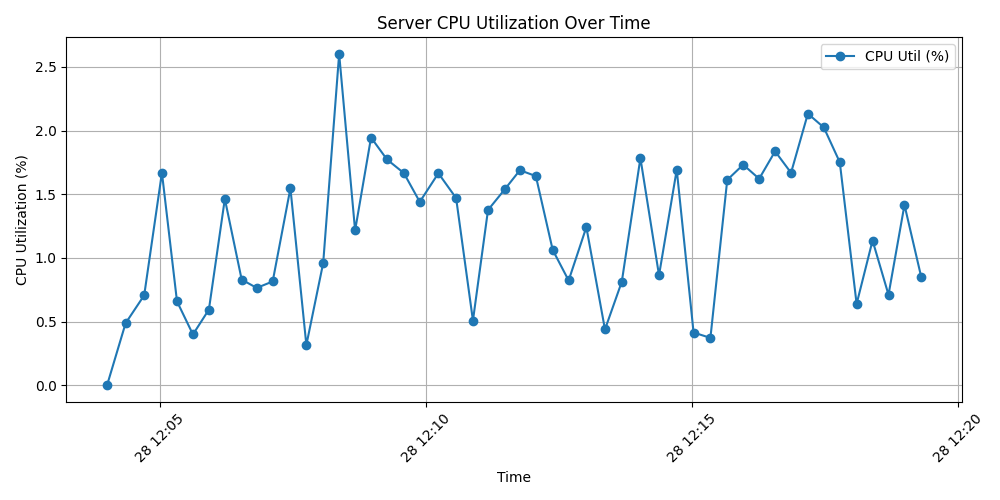 Server CPU Utilization Over Time
CPU Util (%)
CPU Utilization (%)
2.5
2.0
1.5
1.0
0.5
0.0
28 12:05
28 12:10
28 12:15
28 12:20
Time